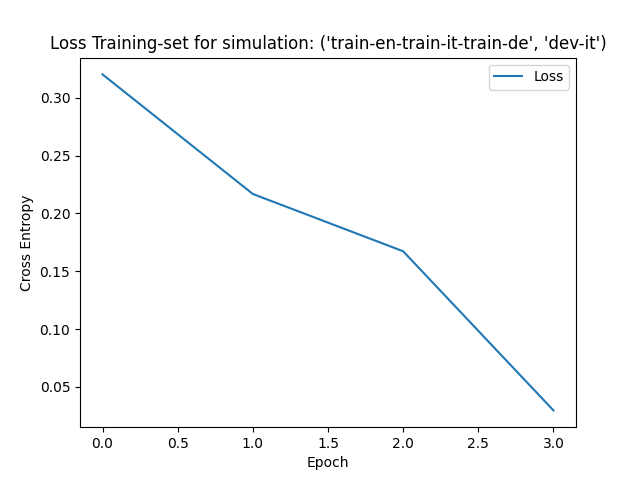 Loss Training-set for simulation: ('train-en-train-it-train-de', 'dev-it')
Loss
0.30
0.25
0.20
0.15
0.10
0.05
Cross Entropy
0.0 0.5 1.0 1.5 2.0 2.5 3.0
Epoch